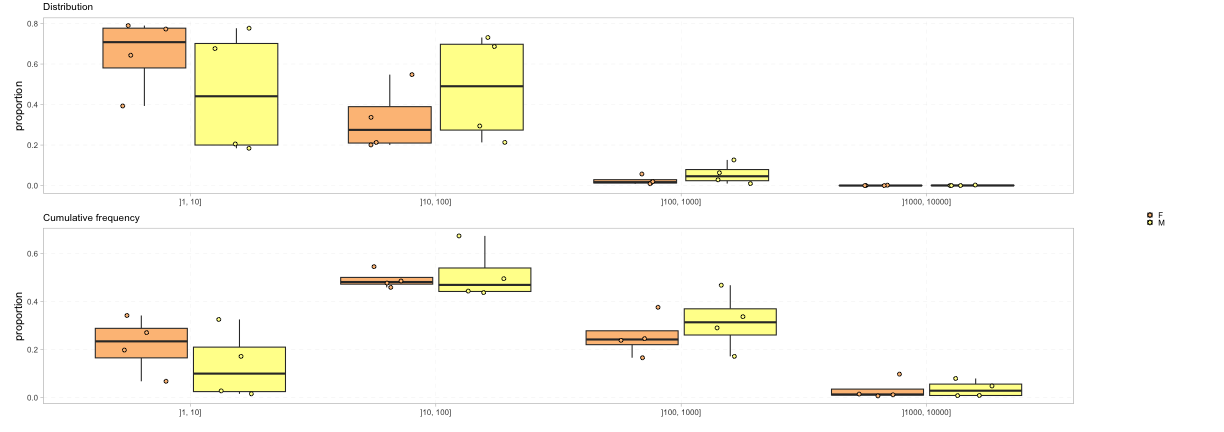 Distribution
proportion
0.8
0.6
0.4
0.2
0.0
]1, 10]
]10, 100]
]100, 1000]
]1000, 10000]
Cumulative frequency
proportion
0.6
0.4
0.2
0.0
]1, 10]
]10, 100]
]100, 1000]
]1000, 10000]
F
M